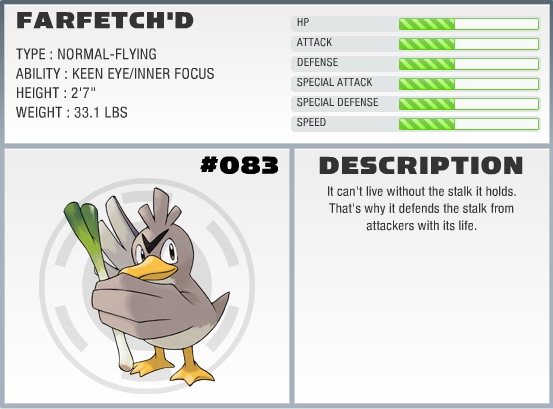 FARFETCH'D
TYPE : NORMAL-FLYING
ABILITY : KEEN EYE/INNER FOCUS
HEIGHT : 2'7"
WEIGHT : 33.1 LBS
HP
ATTACK
DEFENSE
SPECIAL ATTACK
SPECIAL DEFENSE
SPEED
#083
DESCRIPTION
It can't live without the stalk it holds.
That's why it defends the stalk from
attackers with its life.